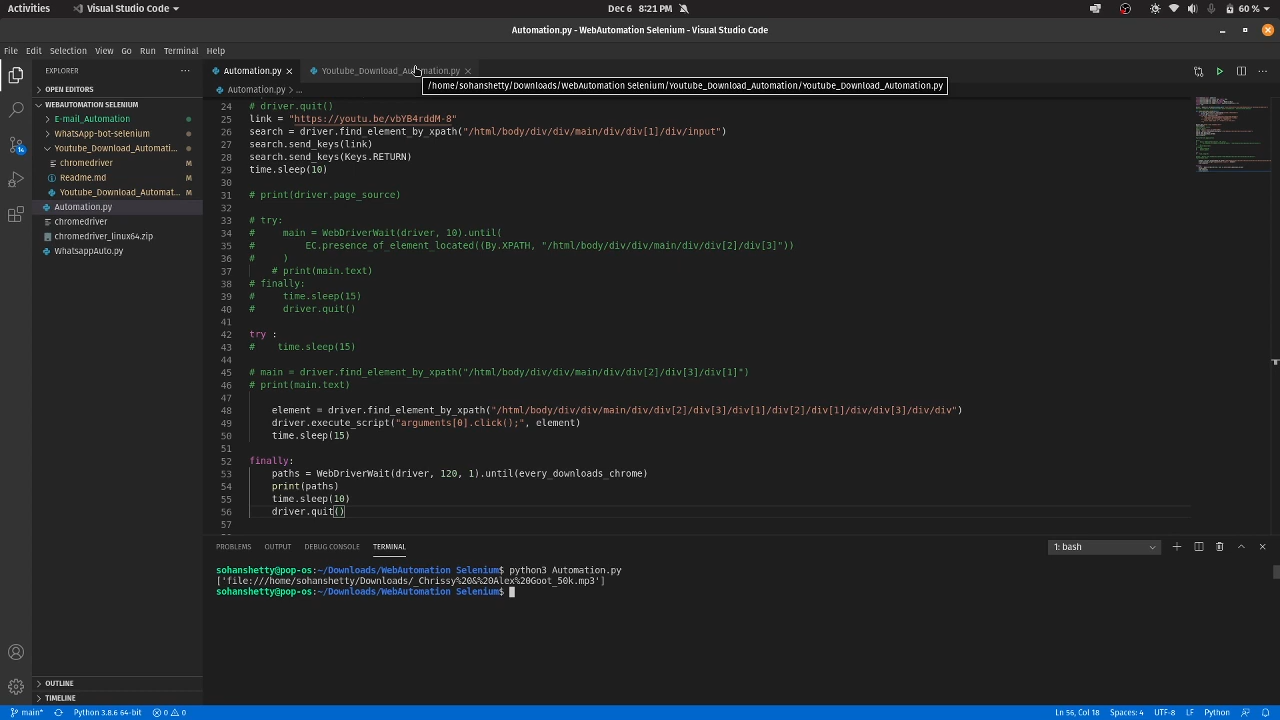 Activities
Visual Studio Code
Dec 6 8:21 PM
60 %
Automation.py - WebAutomation Selenium - Visual Studio Code
File Edit Selection View Go Run Terminal Help
EXPLORER
Automation.py
Youtube_Download_Automation.py
/home/sohanshetty/Downloads/WebAutomation Selenium/Youtube_Download_Automation/Youtube_Download_Automation.py
OPEN EDITORS
WEBAUTOMATION SELENIUM
E-mail_Automation
WhatsApp-bot-selenium
Youtube_Download_Automati...
chromedriver M
Readme.md M
Youtube_Download_Automat... M
Automation.py
chromedriver
chromedriver_linux64.zip
WhatsappAuto.py
OUTLINE
TIMELINE
14
Automation.py > ...
24 # driver.quit()
25 link = "https://youtu.be/vbYB4rddM-8"
26 search = driver.find_element_by_xpath("/html/body/div/div/main/div/div[1]/div/input")
27 search.send_keys(link)
28 search.send_keys(Keys.RETURN)
29 time.sleep(10)
30
31 # print(driver.page_source)
32
33 # try:
34 #     main = WebDriverWait(driver, 10).until(
35 #         EC.presence_of_element_located((By.XPATH, "/html/body/div/div/main/div/div[2]/div[3]"))
36 #     )
37     # print(main.text)
38 # finally:
39 #     time.sleep(15)
40 #     driver.quit()
41
42 try :
43 #    time.sleep(15)
44
45 # main = driver.find_element_by_xpath("/html/body/div/div/main/div/div[2]/div[3]/div[1]")
46 # print(main.text)
47
48     element = driver.find_element_by_xpath("/html/body/div/div/main/div/div[2]/div[3]/div[1]/div[2]/div[1]/div/div[3]/div/div")
49     driver.execute_script("arguments[0].click();", element)
50     time.sleep(15)
51
52 finally:
53     paths = WebDriverWait(driver, 120, 1).until(every_downloads_chrome)
54     print(paths)
55     time.sleep(10)
56     driver.quit()
57
PROBLEMS OUTPUT DEBUG CONSOLE TERMINAL
1: bash
sohanshetty@pop-os:~/Downloads/WebAutomation Selenium$ python3 Automation.py
['file:///home/sohanshetty/Downloads/_Chrissy%20&%20Alex%20Goot_50k.mp3']
sohanshetty@pop-os:~/Downloads/WebAutomation Selenium$
main* Python 3.8.6 64-bit 0 0 Ln 56, Col 18 Spaces: 4 UTF-8 LF Python